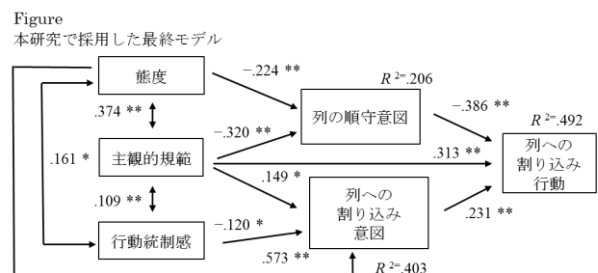 Figure
本研究で採用した最終モデル
態度
-.224 **
R²=.206
.374 **
列の順守意図
-.386 **
R²=.492
-.320 **
主観的規範
.313 **
列への
割り込み
行動
.161 *
.149 *
列への
割り込み
意図
.109 **
-.120 *
.231 **
行動統制感
.573 **
R²=.403